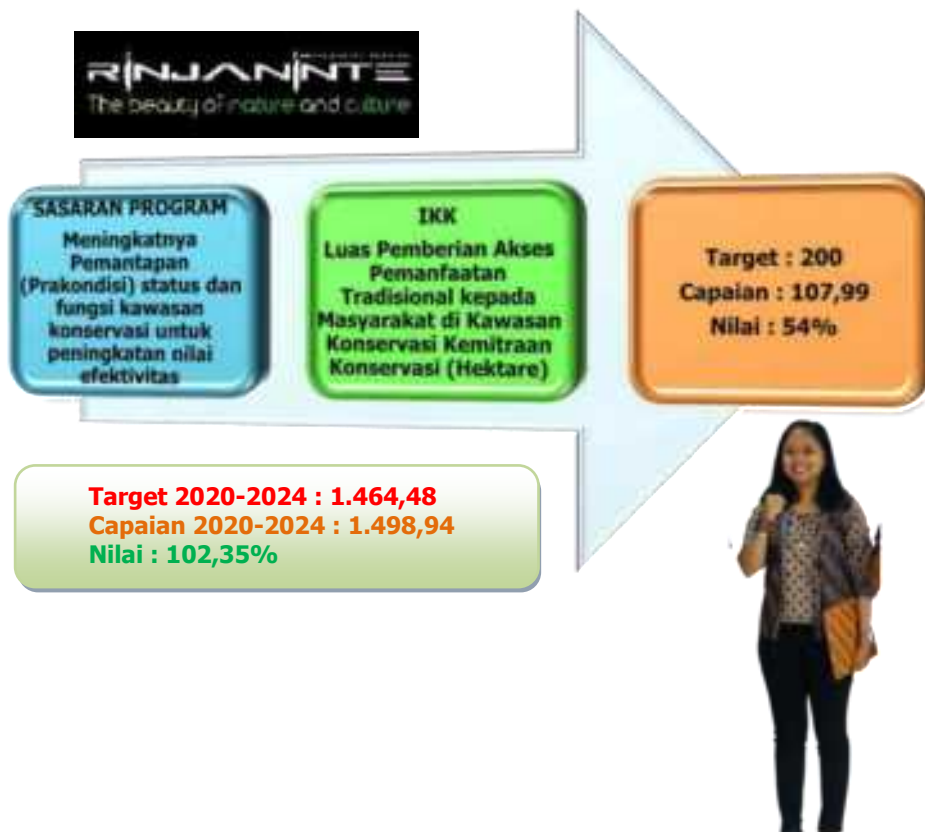 RINJANINTE
The beauty of nature and culture
SASARAN PROGRAM
Meningkatnya
Pemantapan
(Prakondisi) status dan
fungsi kawasan
konservasi untuk
peningkatan nilai
efektivitas
IKK
Luas Pemberian Akses
Pemanfaatan
Tradisional kepada
Masyarakat di Kawasan
Konservasi Kemitraan
Konservasi (Hektare)
Target : 200
Capaian : 107,99
Nilai : 54%
Target 2020-2024 : 1.464,48
Capaian 2020-2024 : 1.498,94
Nilai : 102,35%